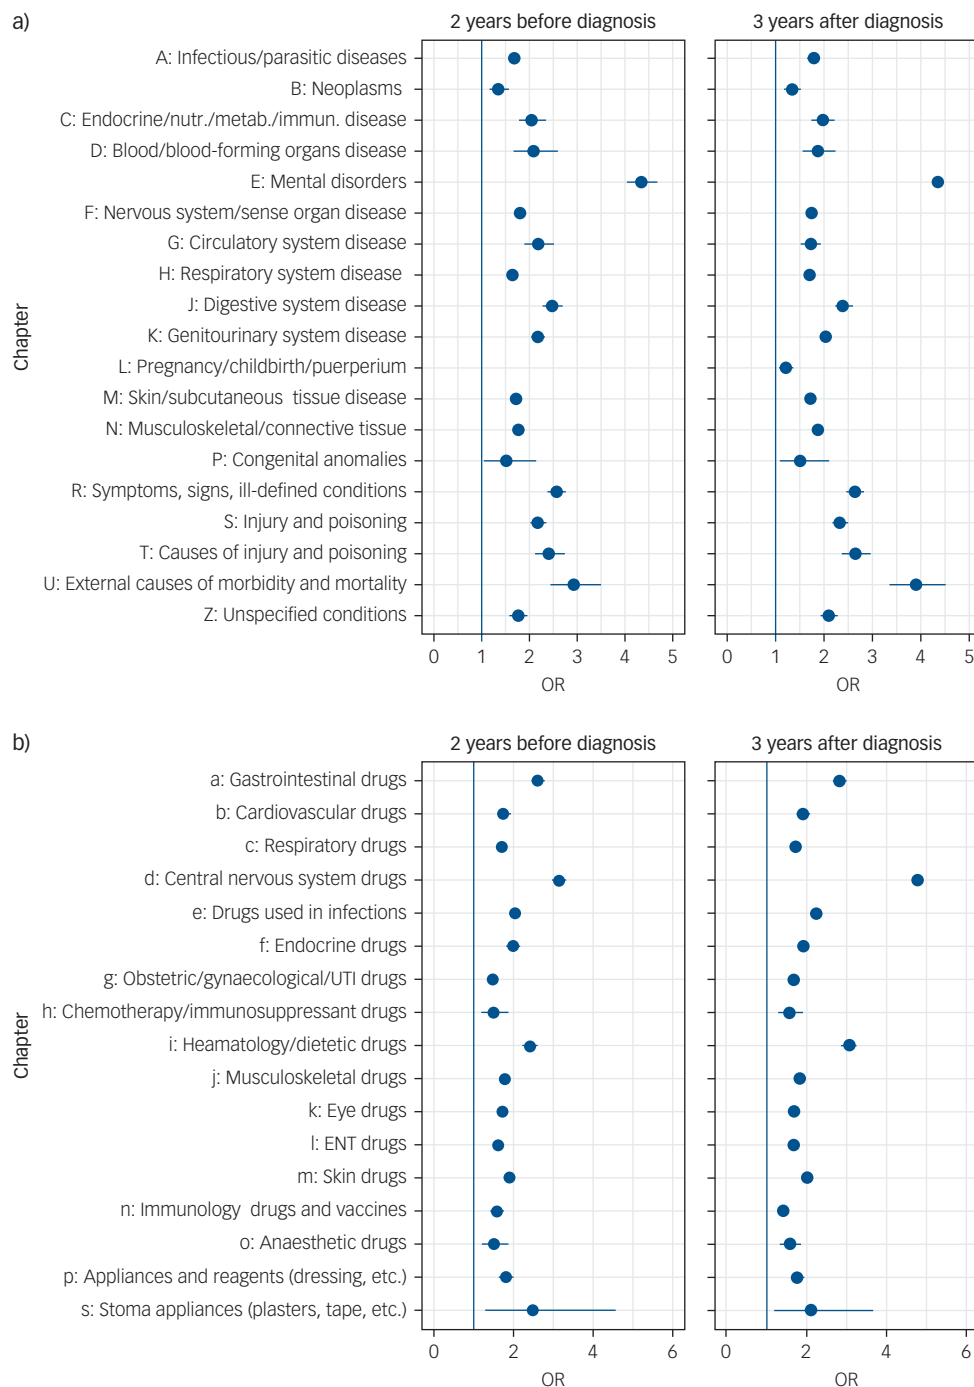 a)
2 years before diagnosis
3 years after diagnosis
Chapter
A: Infectious/parasitic diseases
B: Neoplasms
C: Endocrine/nutr./metab./immun. disease
D: Blood/blood-forming organs disease
E: Mental disorders
F: Nervous system/sense organ disease
G: Circulatory system disease
H: Respiratory system disease
J: Digestive system disease
K: Genitourinary system disease
L: Pregnancy/childbirth/puerperium
M: Skin/subcutaneous tissue disease
N: Musculoskeletal/connective tissue
P: Congenital anomalies
R: Symptoms, signs, ill-defined conditions
S: Injury and poisoning
T: Causes of injury and poisoning
U: External causes of morbidity and mortality
Z: Unspecified conditions
0 1 2 3 4 5
0 1 2 3 4 5
OR
OR
b)
2 years before diagnosis
3 years after diagnosis
Chapter
a: Gastrointestinal drugs
b: Cardiovascular drugs
c: Respiratory drugs
d: Central nervous system drugs
e: Drugs used in infections
f: Endocrine drugs
g: Obstetric/gynaecological/UTI drugs
h: Chemotherapy/immunosuppressant drugs
i: Heamatology/dietetic drugs
j: Musculoskeletal drugs
k: Eye drugs
l: ENT drugs
m: Skin drugs
n: Immunology drugs and vaccines
o: Anaesthetic drugs
p: Appliances and reagents (dressing, etc.)
s: Stoma appliances (plasters, tape, etc.)
0 2 4 6
0 2 4 6
OR
OR